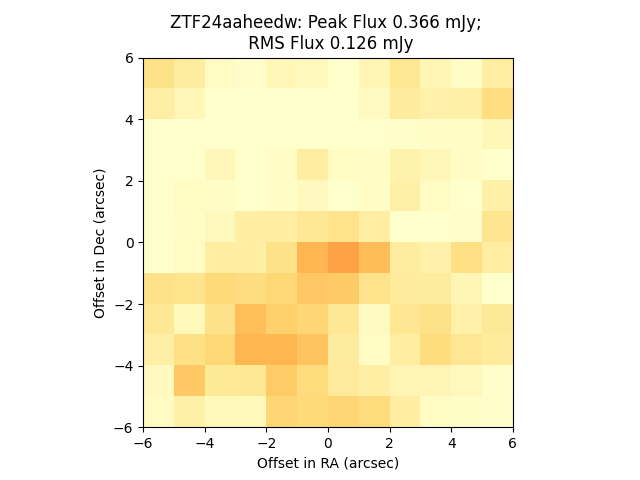 ZTF24aaheedw: Peak Flux 0.366 mJy;
RMS Flux 0.126 mJy
6
4
2
0
−2
−4
−6
Offset in Dec (arcsec)
−6 −4 −2 0 2 4 6
Offset in RA (arcsec)